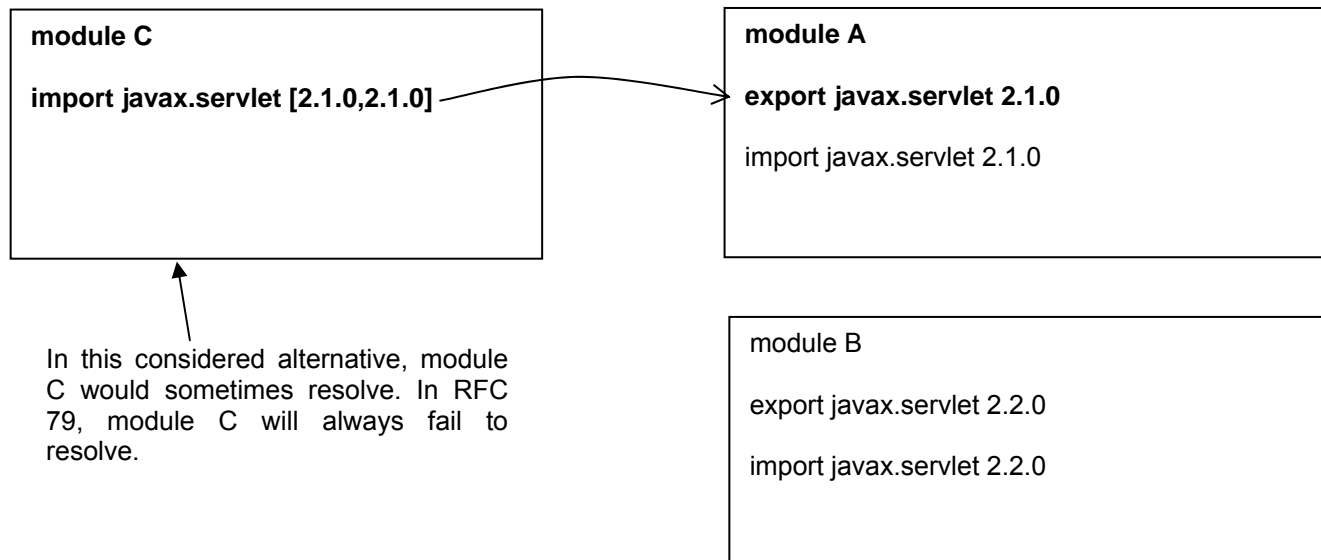 module C
import javax.servlet [2.1.0,2.1.0]
module A
export javax.servlet 2.1.0
import javax.servlet 2.1.0
In this considered alternative, module
C would sometimes resolve. In RFC
79, module C will always fail to
resolve.
module B
export javax.servlet 2.2.0
import javax.servlet 2.2.0